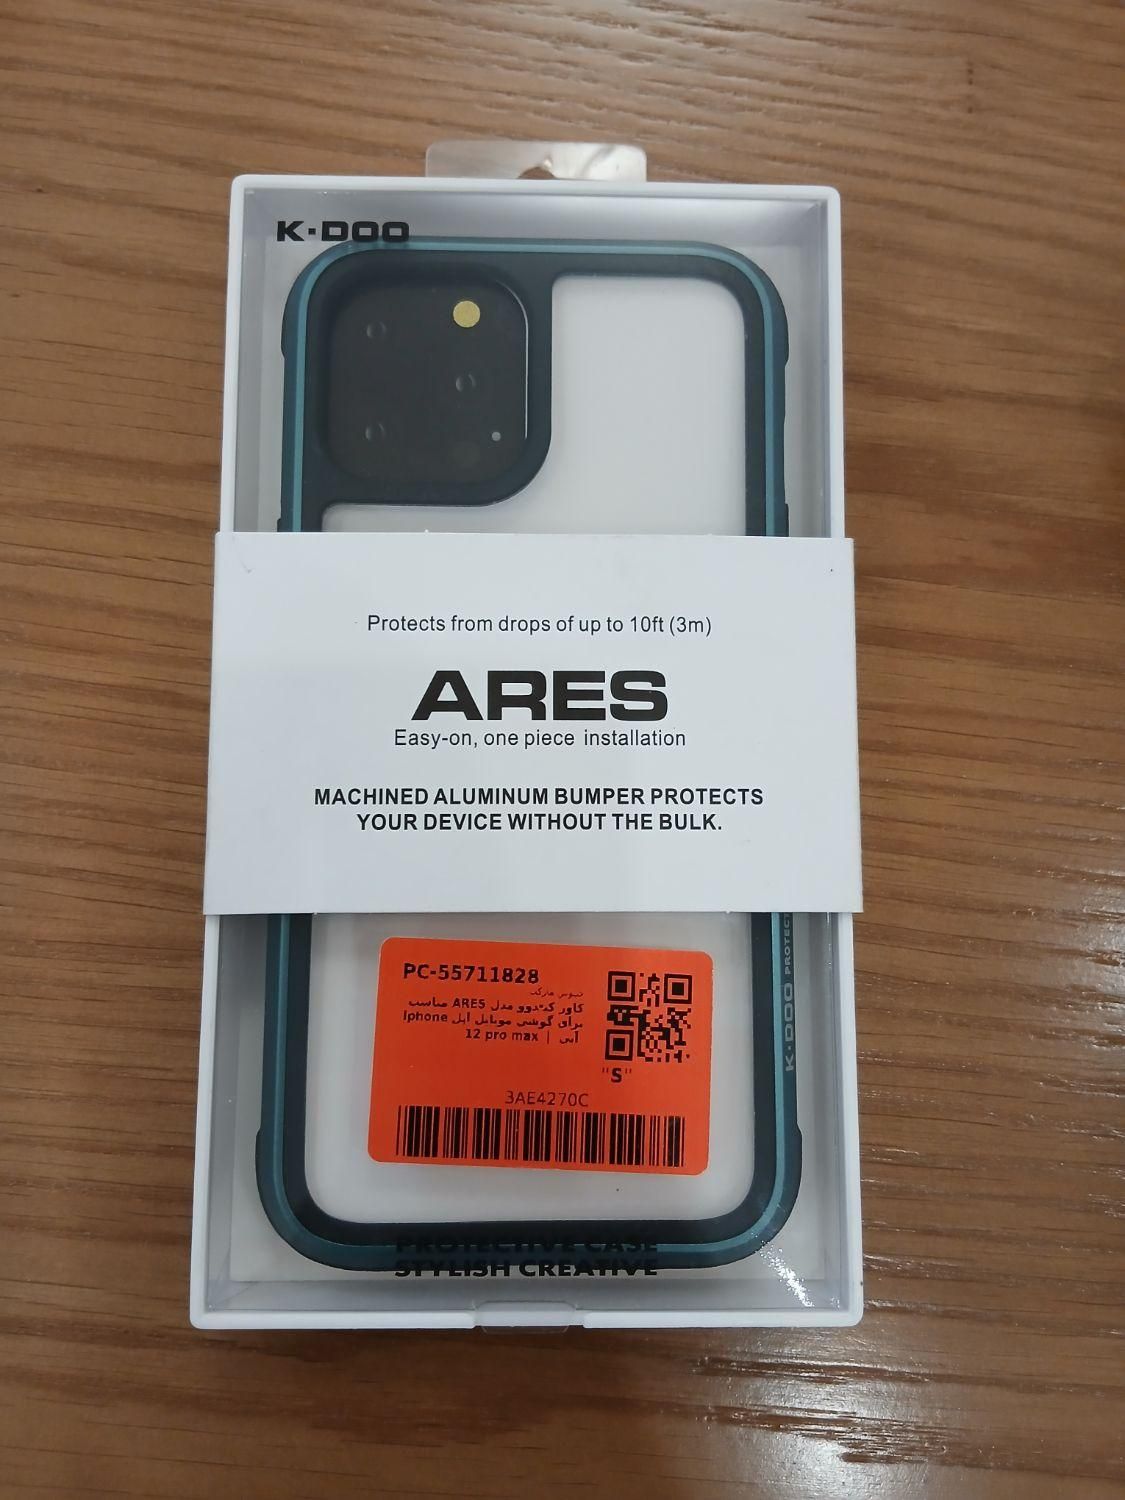 K·DOO
Protects from drops of up to 10ft (3m)
ARES
Easy-on, one piece installation
MACHINED ALUMINUM BUMPER PROTECTS
YOUR DEVICE WITHOUT THE BULK.
PC-55711828
کاور کی-دوو مدل ARES مناسب
برای گوشی موبایل اپل Iphone
12 pro max | آبی
"S"
3AE4270C
K·DOO PROTECT
PROTECTIVE CASE
STYLISH CREATIVE